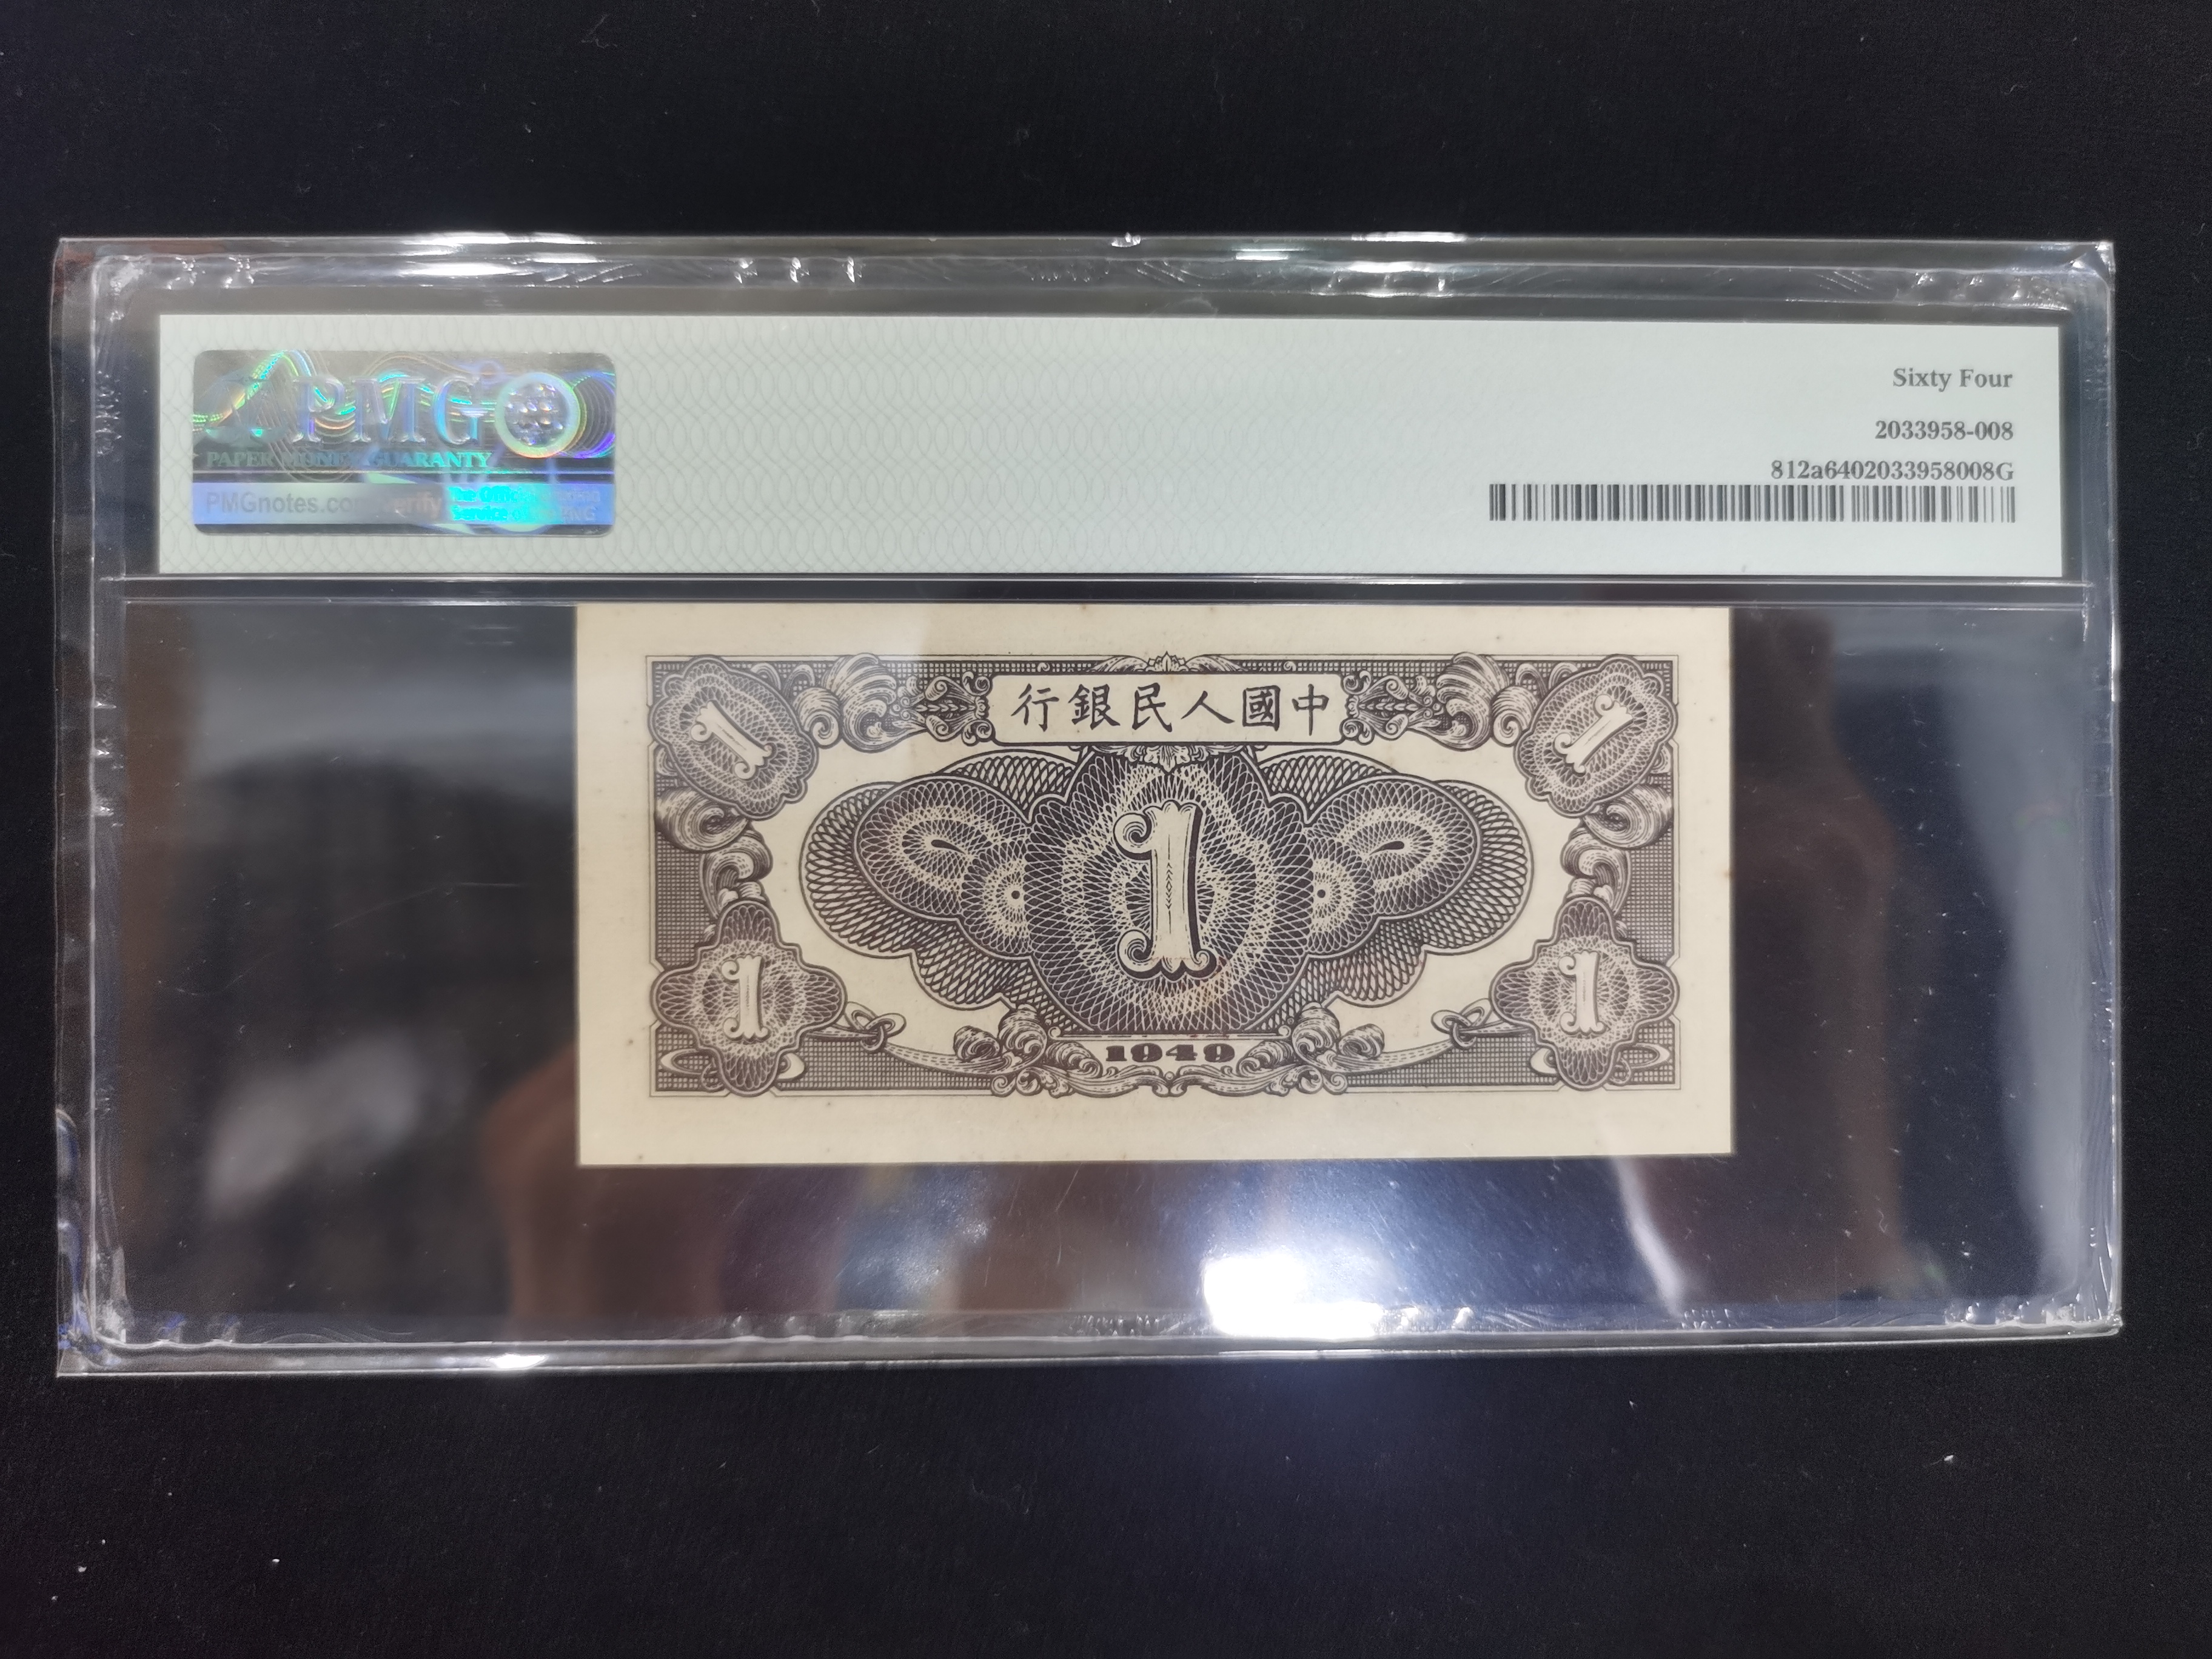 PMG
PAPER MONEY GUARANTY
PMGnotes.com/verify
Sixty Four
2033958-008
812a6402033958008G
行銀民人國中
1
1
1
1
1
1949